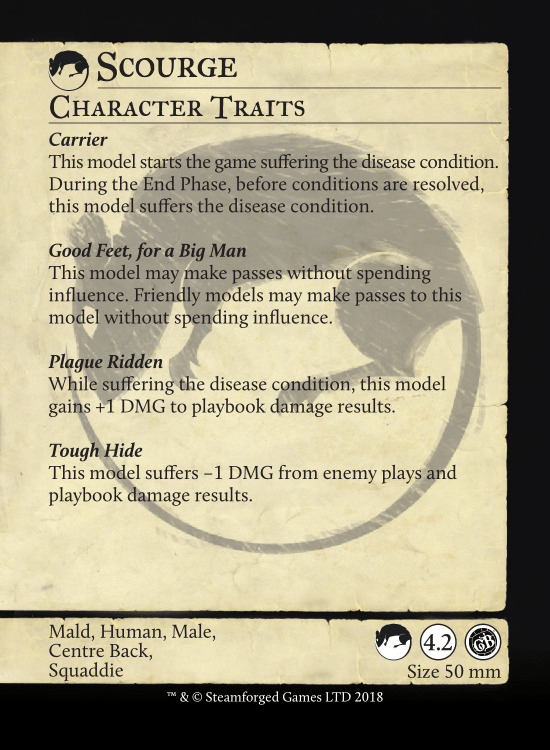 Scourge
Character Traits
Carrier
This model starts the game suffering the disease condition.
During the End Phase, before conditions are resolved,
this model suffers the disease condition.
Good Feet, for a Big Man
This model may make passes without spending
influence. Friendly models may make passes to this
model without spending influence.
Plague Ridden
While suffering the disease condition, this model
gains +1 DMG to playbook damage results.
Tough Hide
This model suffers –1 DMG from enemy plays and
playbook damage results.
Mald, Human, Male,
Centre Back,
Squaddie
4.2
GB
Size 50 mm
™ & © Steamforged Games LTD 2018